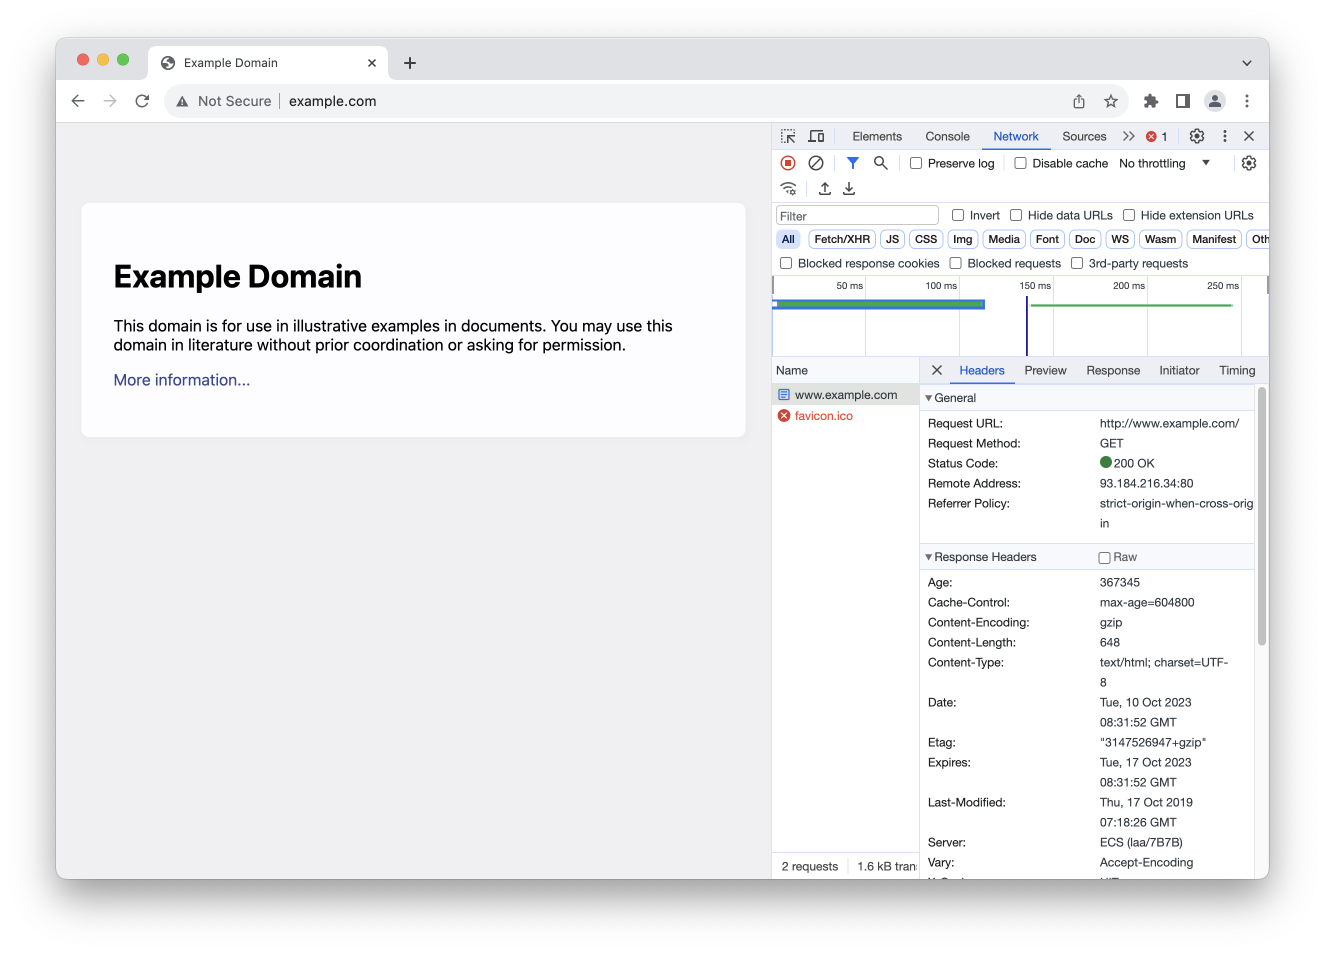 Example Domain
Not Secure
example.com
Example Domain
This domain is for use in illustrative examples in documents. You may use this
domain in literature without prior coordination or asking for permission.
More information...
Elements Console Network Sources 1
Preserve log Disable cache No throttling
Filter Invert Hide data URLs Hide extension URLs
All Fetch/XHR JS CSS Img Media Font Doc WS Wasm Manifest Oth
Blocked response cookies Blocked requests 3rd-party requests
50 ms 100 ms 150 ms 200 ms 250 ms
Name
www.example.com
favicon.ico
2 requests 1.6 kB tran
Headers Preview Response Initiator Timing
General
Request URL: http://www.example.com/
Request Method: GET
Status Code: 200 OK
Remote Address: 93.184.216.34:80
Referrer Policy: strict-origin-when-cross-orig
in
Response Headers Raw
Age: 367345
Cache-Control: max-age=604800
Content-Encoding: gzip
Content-Length: 648
Content-Type: text/html; charset=UTF-
8
Date: Tue, 10 Oct 2023
08:31:52 GMT
Etag: "3147526947+gzip"
Expires: Tue, 17 Oct 2023
08:31:52 GMT
Last-Modified: Thu, 17 Oct 2019
07:18:26 GMT
Server: ECS (laa/7B7B)
Vary: Accept-Encoding